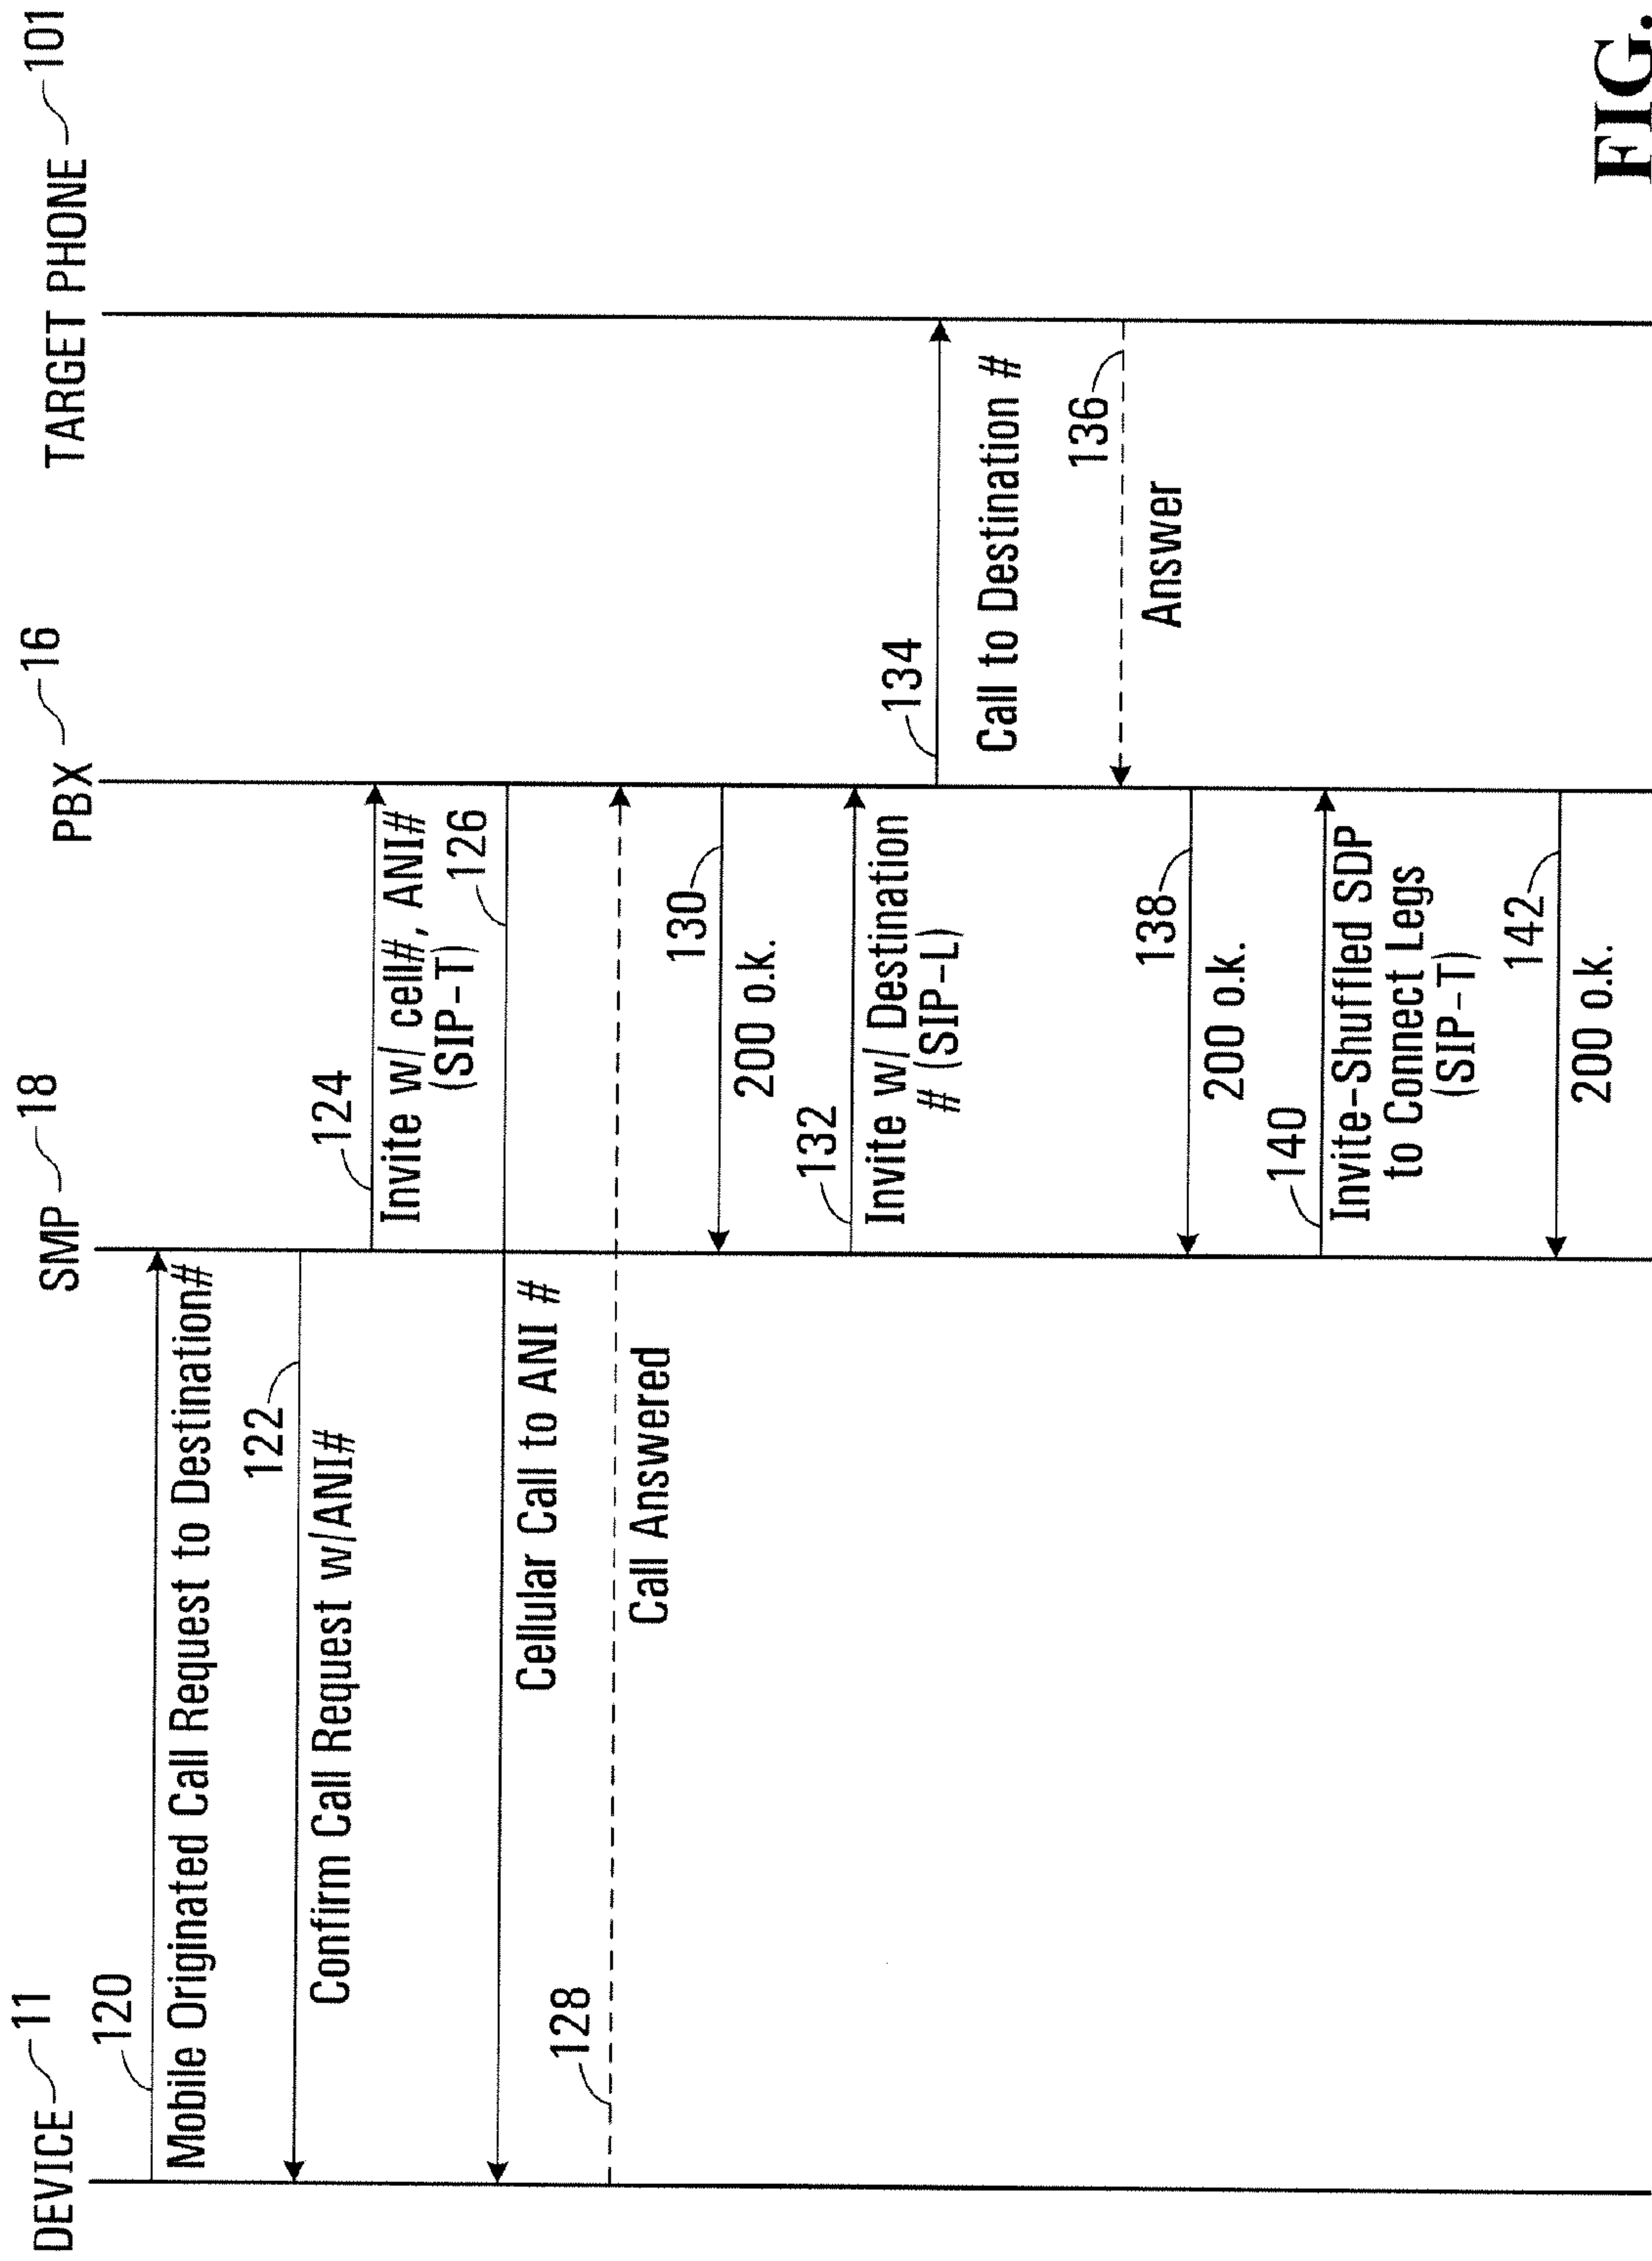 DEVICE 11
SMP 18
PBX 16
TARGET PHONE 101
120
Mobile Originated Call Request to Destination#
122
Confirm Call Request w/ANI#
124
Invite w/ cell#, ANI#
(SIP-T)
126
Cellular Call to ANI #
128
Call Answered
130
200 o.k.
132
Invite w/ Destination
# (SIP-L)
134
Call to Destination #
136
Answer
138
200 o.k.
140
Invite-Shuffled SDP
to Connect Legs
(SIP-T)
142
200 o.k.
FIG.